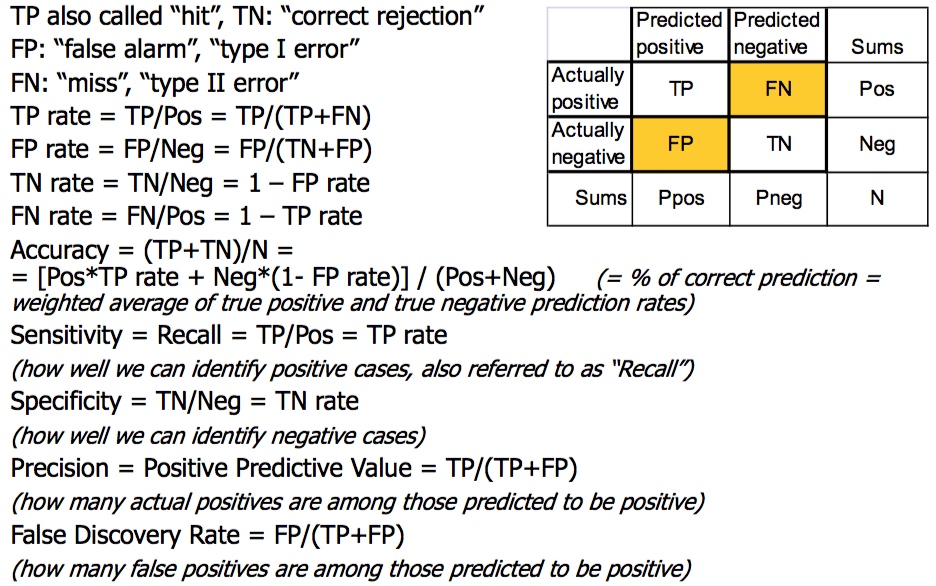 TP also called “hit”, TN: “correct rejection”
FP: “false alarm”, “type I error”
FN: “miss”, “type II error”
TP rate = TP/Pos = TP/(TP+FN)
FP rate = FP/Neg = FP/(TN+FP)
TN rate = TN/Neg = 1 – FP rate
FN rate = FN/Pos = 1 – TP rate
Accuracy = (TP+TN)/N =
= [Pos*TP rate + Neg*(1- FP rate)] / (Pos+Neg) (= % of correct prediction =
weighted average of true positive and true negative prediction rates)
Sensitivity = Recall = TP/Pos = TP rate
(how well we can identify positive cases, also referred to as “Recall”)
Specificity = TN/Neg = TN rate
(how well we can identify negative cases)
Precision = Positive Predictive Value = TP/(TP+FP)
(how many actual positives are among those predicted to be positive)
False Discovery Rate = FP/(TP+FP)
(how many false positives are among those predicted to be positive)
Predicted Predicted
positive negative Sums
Actually
positive TP FN Pos
Actually
negative FP TN Neg
Sums Ppos Pneg N